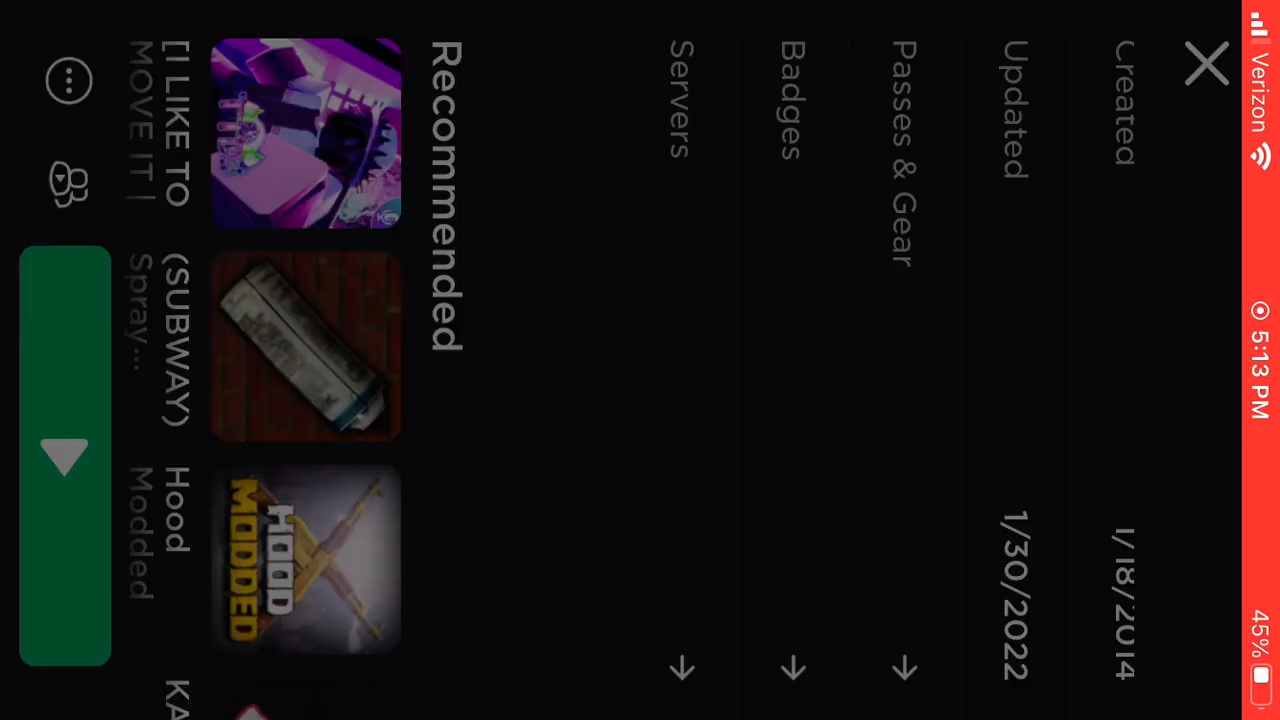 Verizon 5:13 PM 45%
Created 1/18/2014
Updated 1/30/2022
Passes & Gear
Badges
Servers
Recommended
HOOD
MODDED
[I LIKE TO
MOVE IT |
(SUBWAY)
Spray...
Hood
Modded
KA